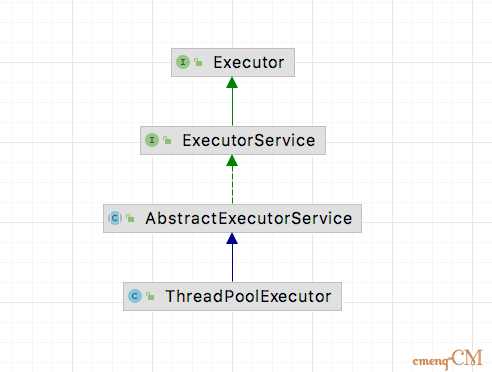 I Executor
I ExecutorService
C AbstractExecutorService
C ThreadPoolExecutor
cmengCM